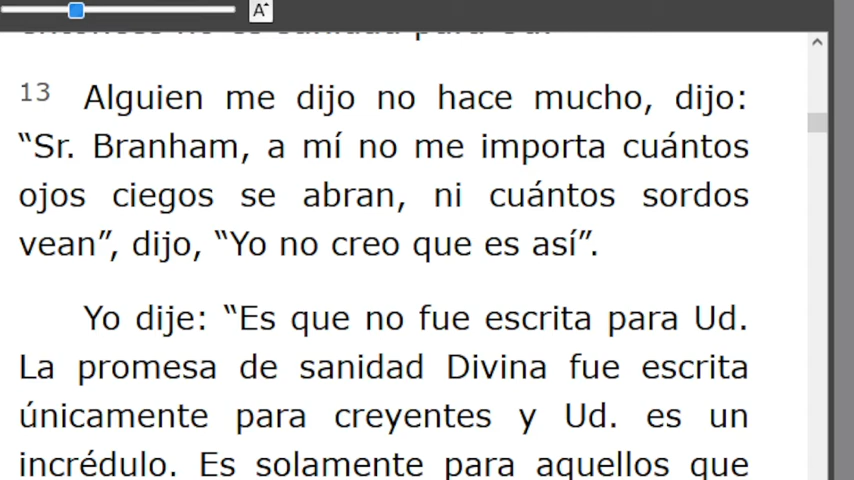 A
13 Alguien me dijo no hace mucho, dijo:
“Sr. Branham, a mí no me importa cuántos
ojos ciegos se abran, ni cuántos sordos
vean”, dijo, “Yo no creo que es así”.
Yo dije: “Es que no fue escrita para Ud.
La promesa de sanidad Divina fue escrita
únicamente para creyentes y Ud. es un
incrédulo. Es solamente para aquellos que